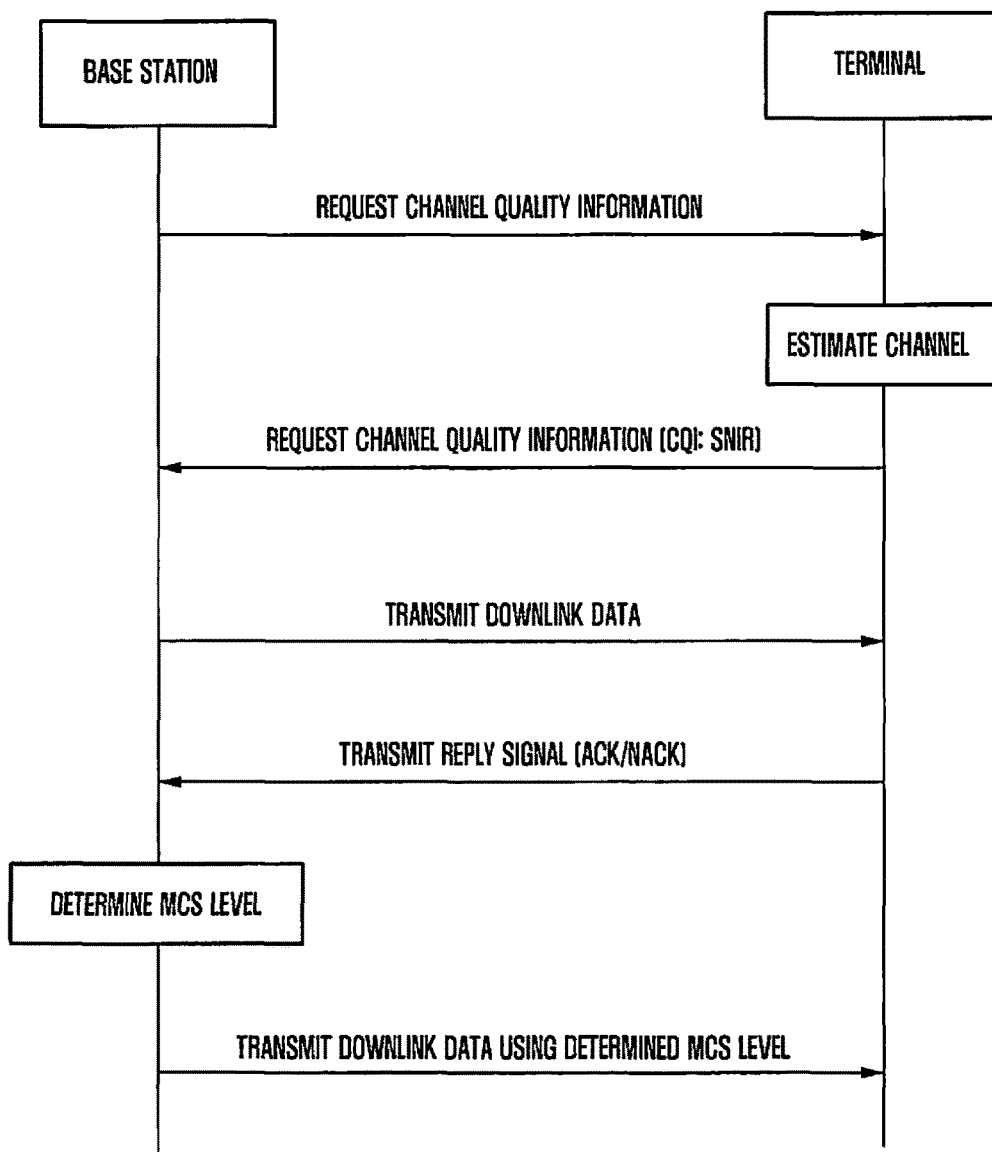 BASE STATION
TERMINAL
REQUEST CHANNEL QUALITY INFORMATION
ESTIMATE CHANNEL
REQUEST CHANNEL QUALITY INFORMATION (CQI: SNIR)
TRANSMIT DOWNLINK DATA
TRANSMIT REPLY SIGNAL (ACK/NACK)
DETERMINE MCS LEVEL
TRANSMIT DOWNLINK DATA USING DETERMINED MCS LEVEL